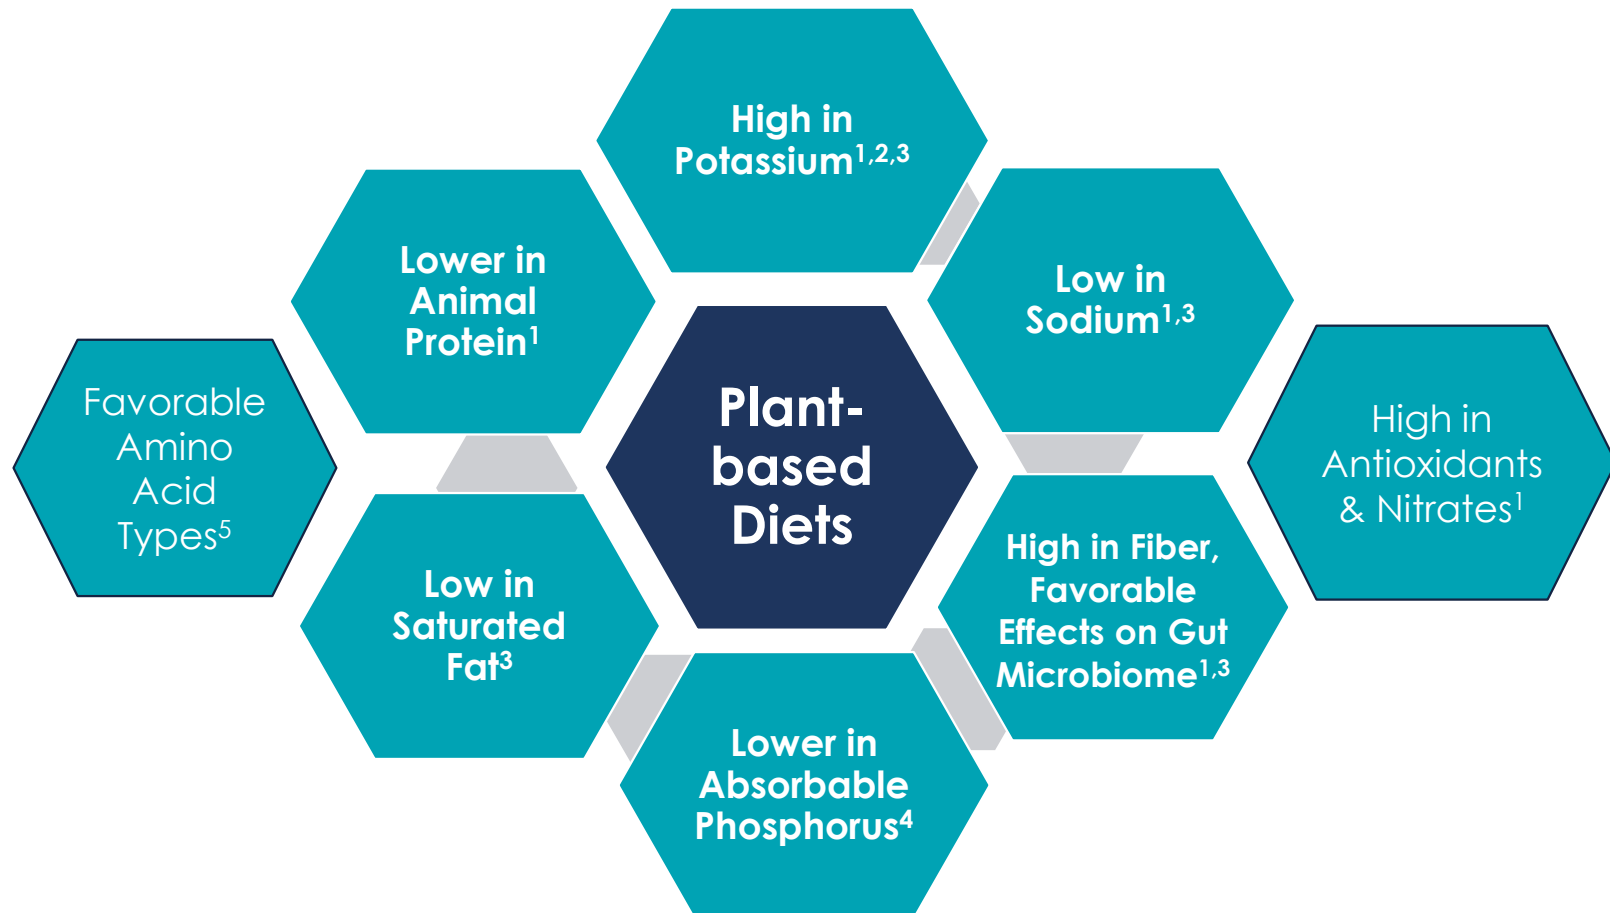 High in
Potassium¹,²,³
Lower in
Animal
Protein¹
Low in
Sodium¹,³
Favorable
Amino
Acid
Types⁵
Plant-
based
Diets
High in
Antioxidants
& Nitrates¹
Low in
Saturated
Fat³
High in Fiber,
Favorable
Effects on Gut
Microbiome¹,³
Lower in
Absorbable
Phosphorus⁴